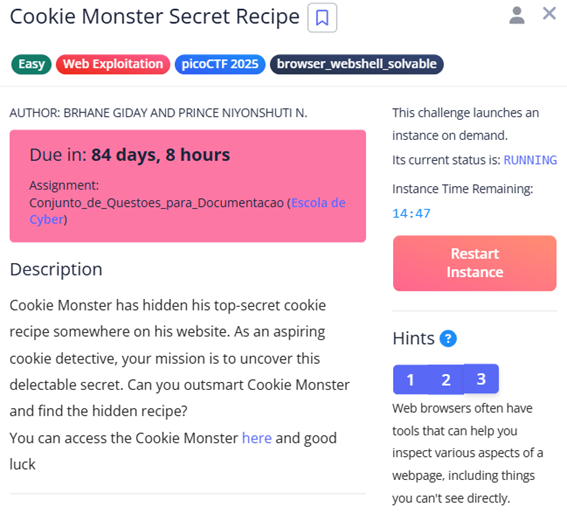 Cookie Monster Secret Recipe
Easy
Web Exploitation
picoCTF 2025
browser_webshell_solvable
AUTHOR: BRHANE GIDAY AND PRINCE NIYONSHUTI N.
Due in: 84 days, 8 hours
Assignment:
Conjunto_de_Questoes_para_Documentacao (Escola de
Cyber)
Description
Cookie Monster has hidden his top-secret cookie
recipe somewhere on his website. As an aspiring
cookie detective, your mission is to uncover this
delectable secret. Can you outsmart Cookie Monster
and find the hidden recipe?
You can access the Cookie Monster here and good
luck
This challenge launches an
instance on demand.
Its current status is: RUNNING
Instance Time Remaining:
14:47
Restart
Instance
Hints ?
1 2 3
Web browsers often have
tools that can help you
inspect various aspects of a
webpage, including things
you can't see directly.